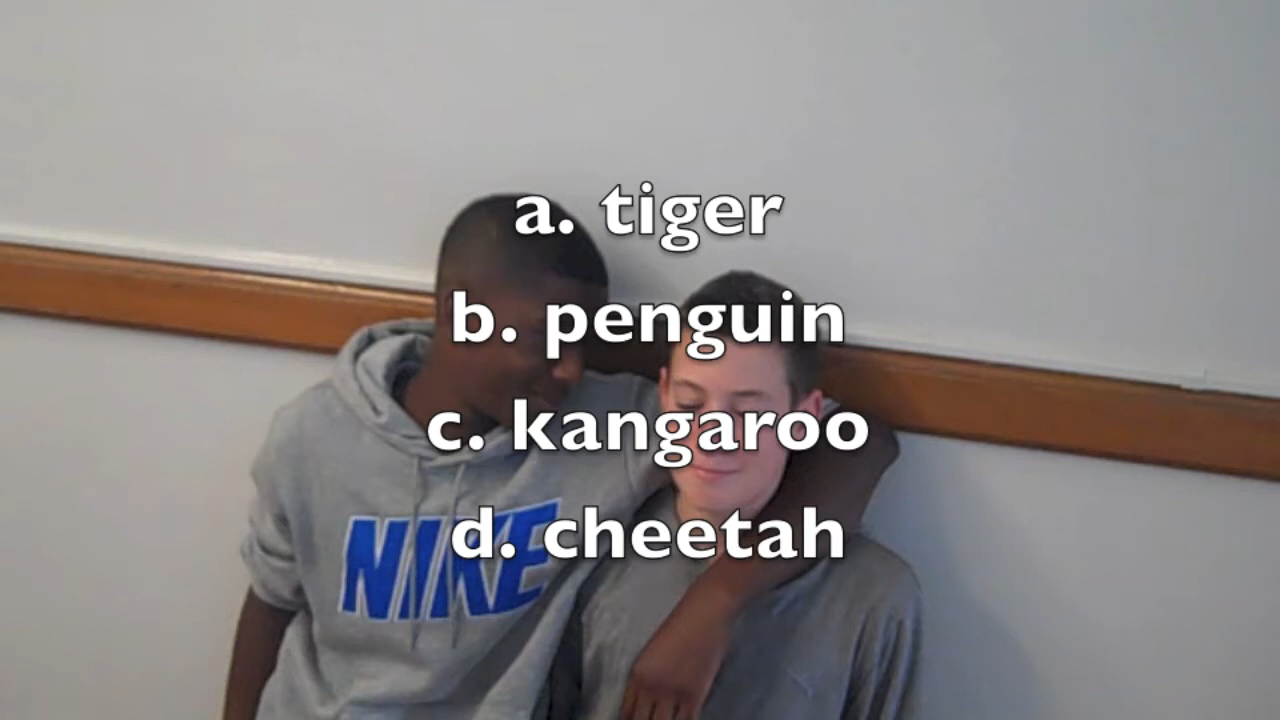 a. tiger
b. penguin
c. kangaroo
d. cheetah
NIKE